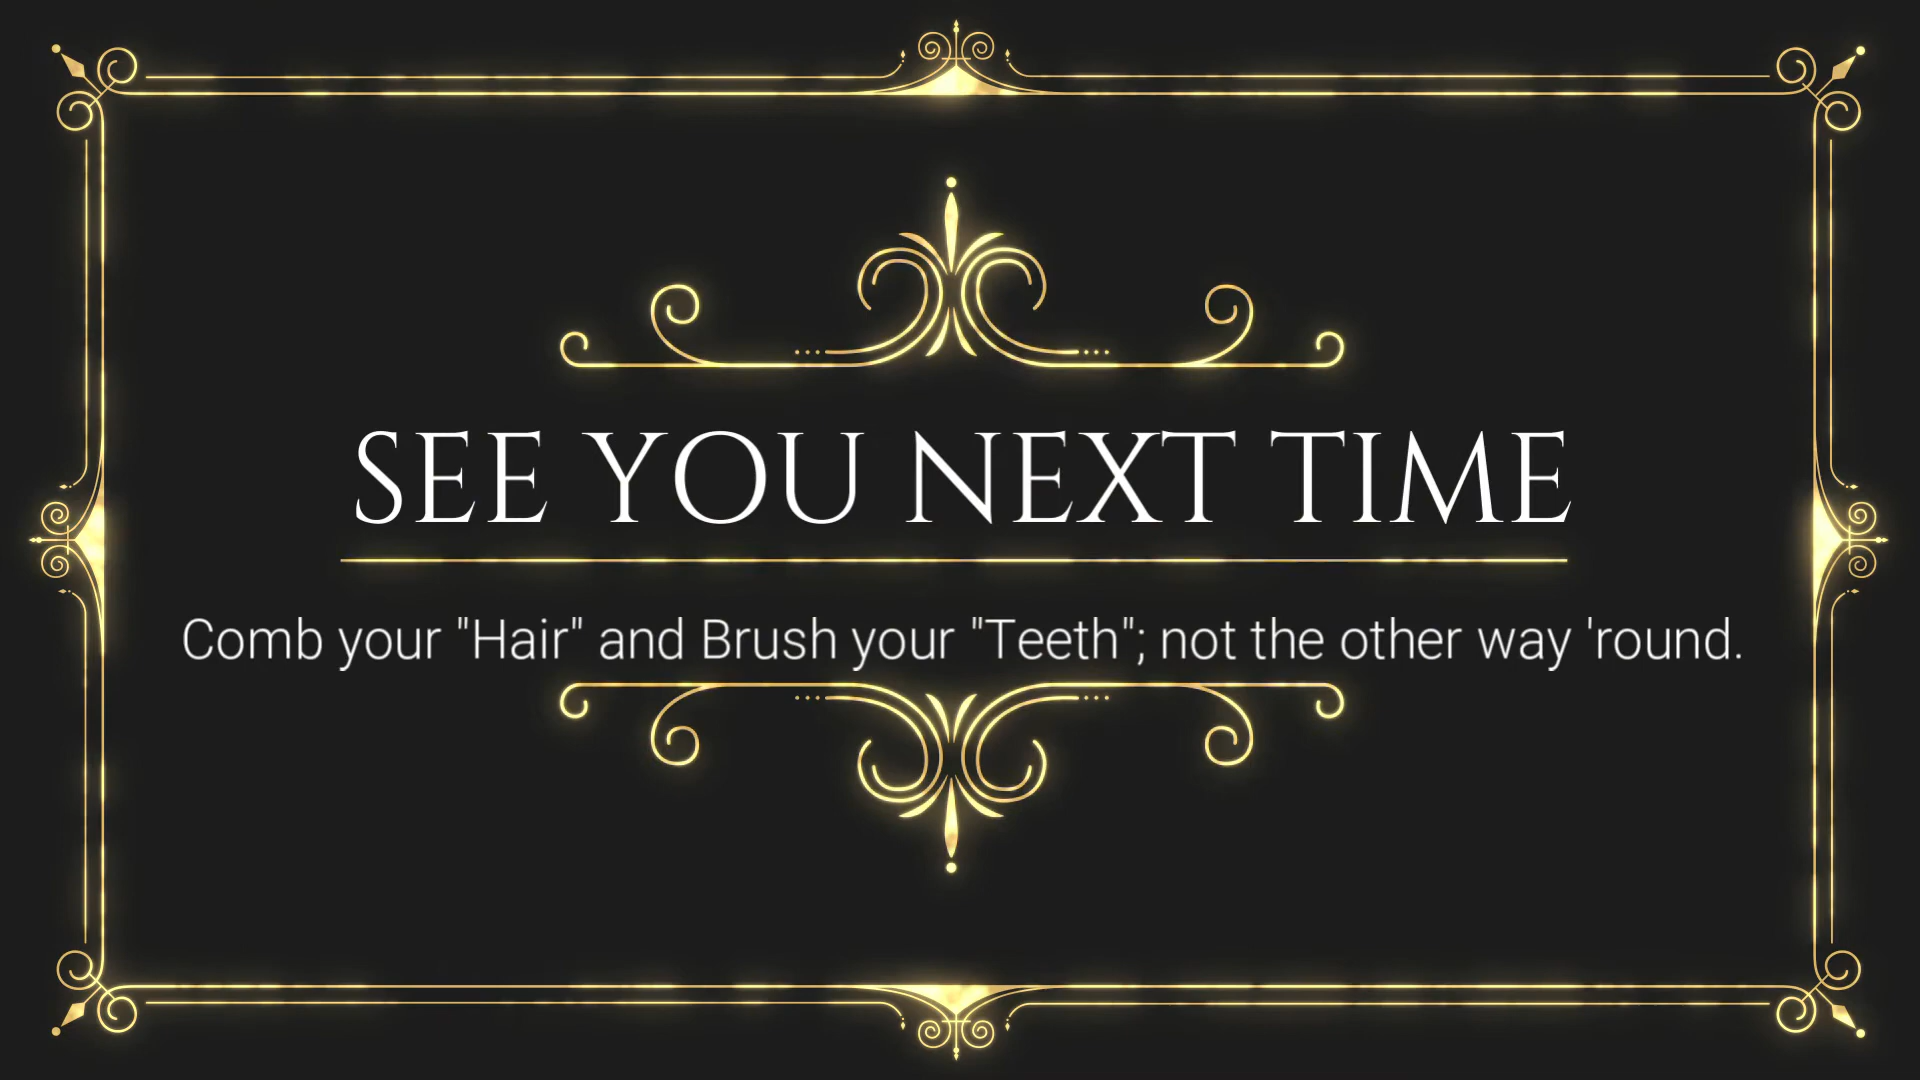 SEE YOU NEXT TIME
Comb your "Hair" and Brush your "Teeth"; not the other way 'round.